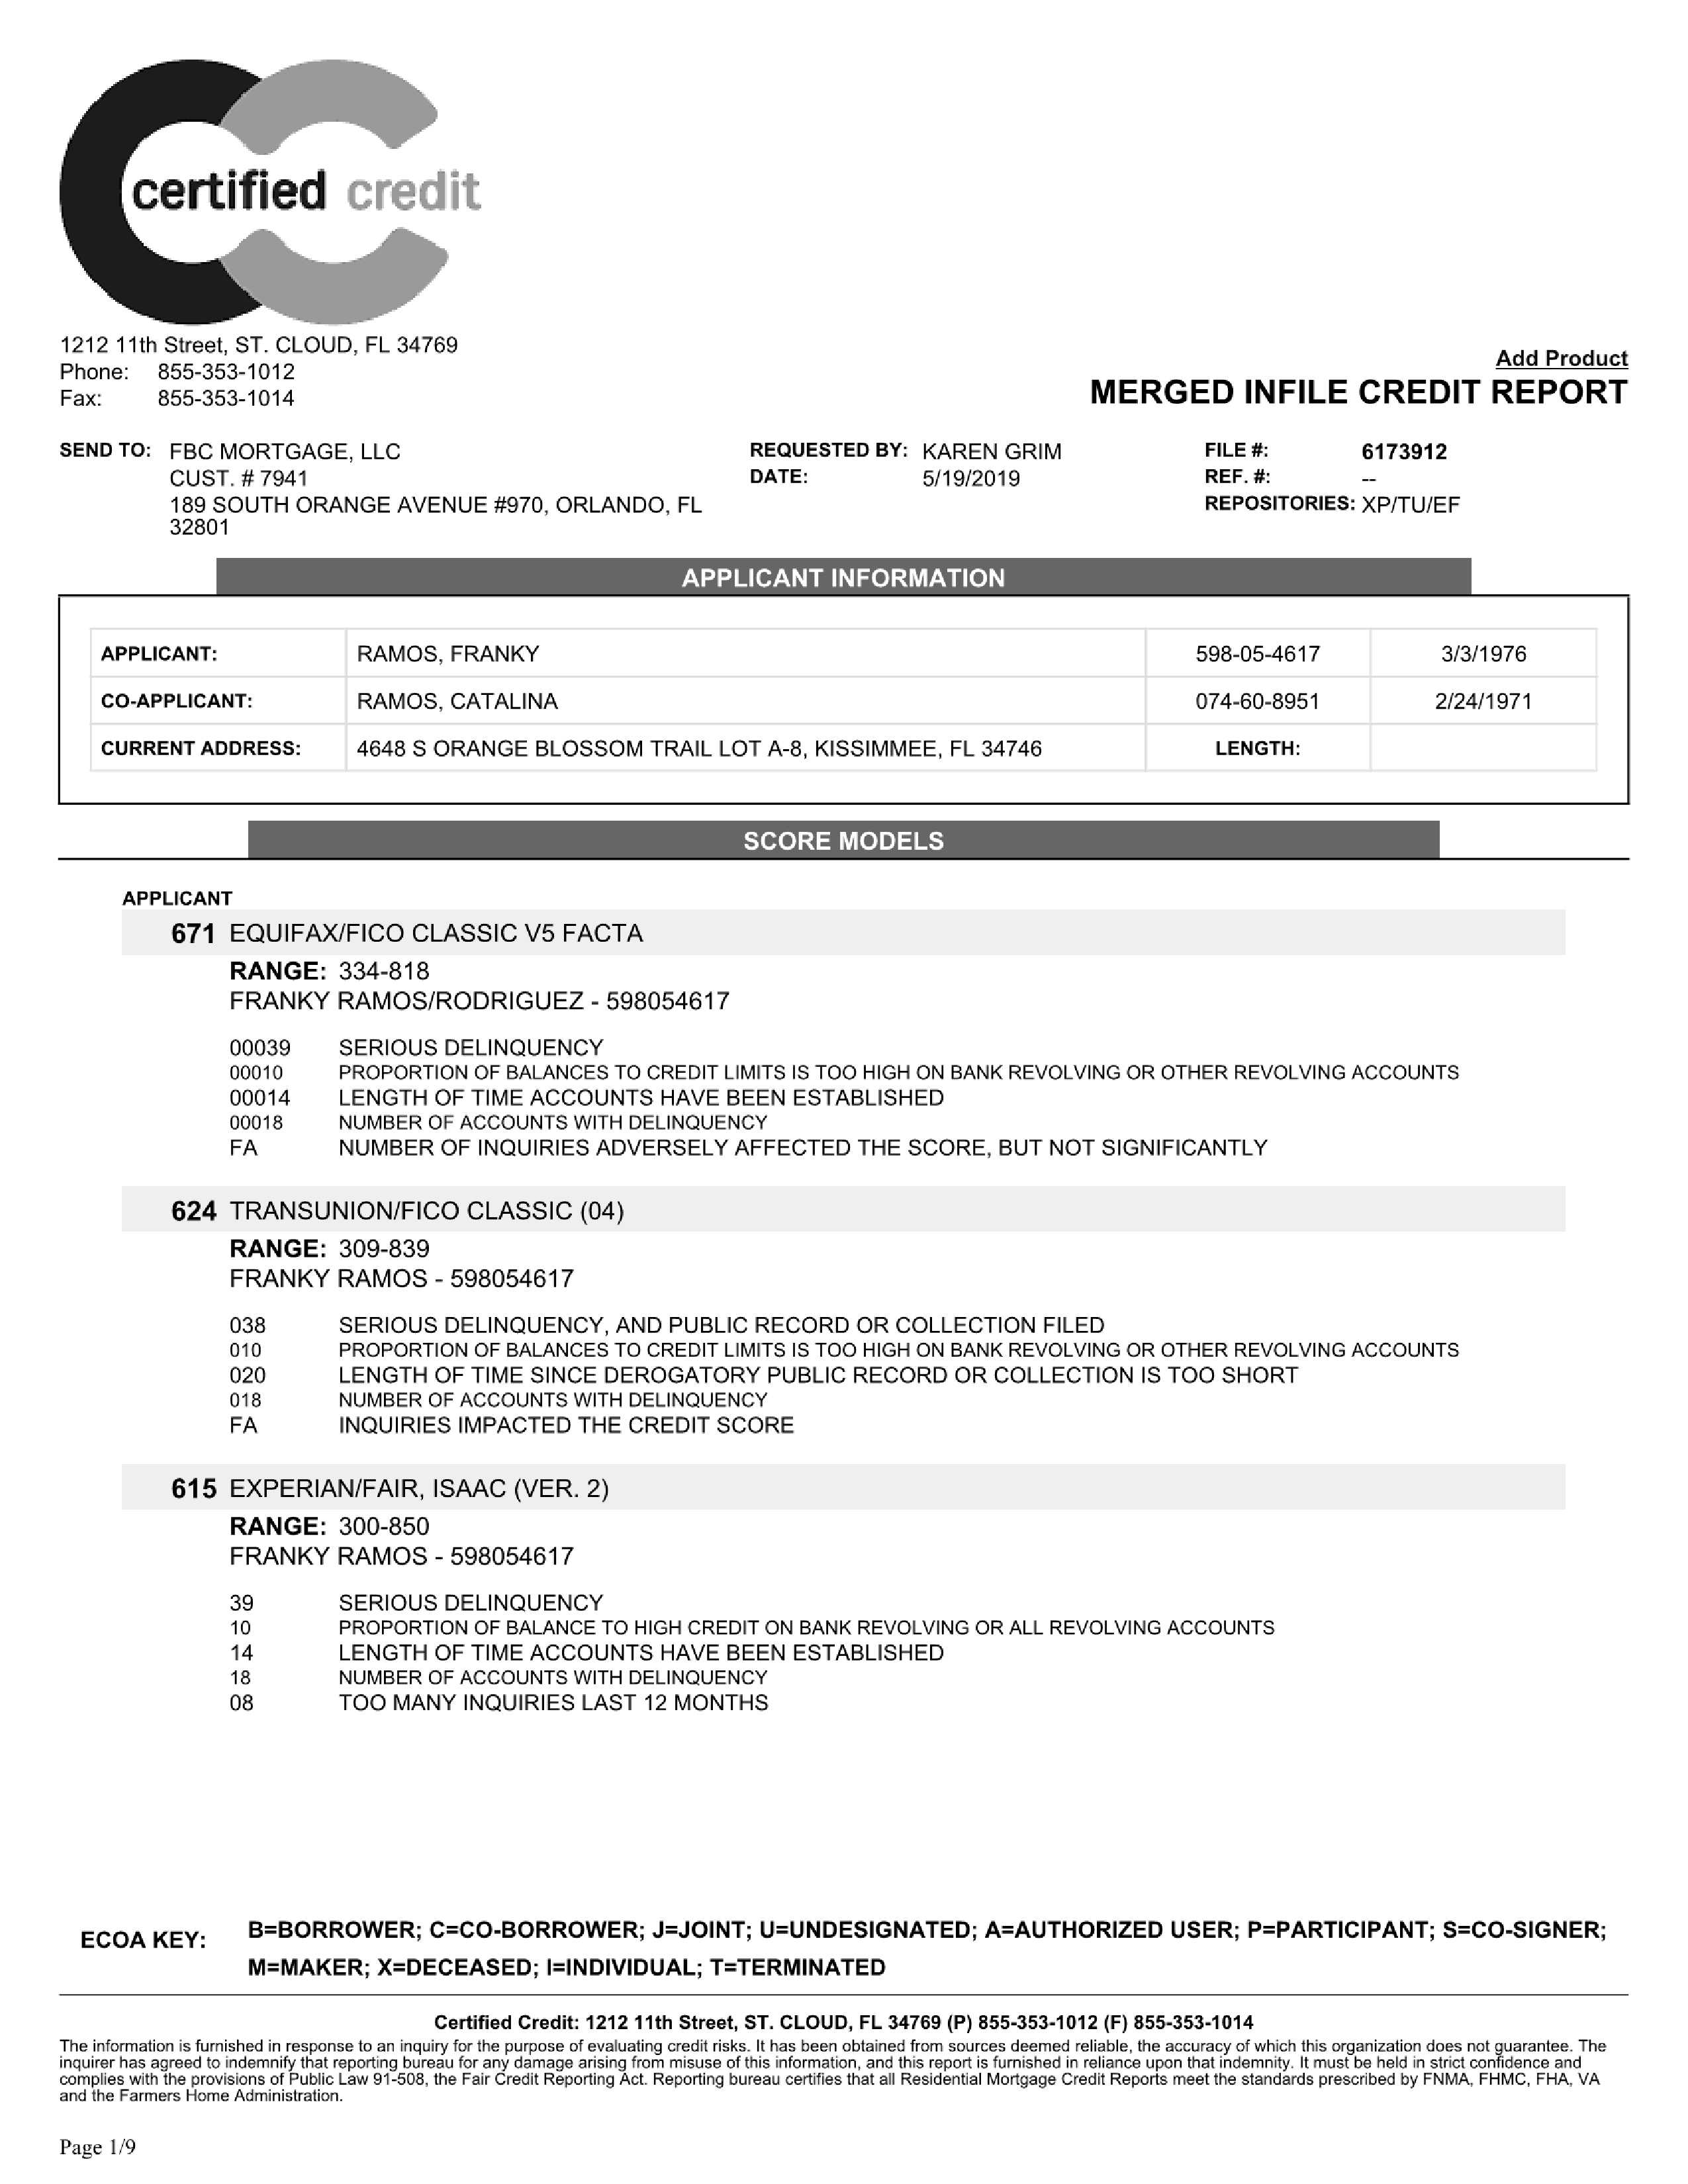 certified credit
1212 11th Street, ST. CLOUD, FL 34769
Phone: 855-353-1012
Fax: 855-353-1014
Add Product
MERGED INFILE CREDIT REPORT
SEND TO: FBC MORTGAGE, LLC
CUST. # 7941
189 SOUTH ORANGE AVENUE #970, ORLANDO, FL
32801
REQUESTED BY: KAREN GRIM
DATE: 5/19/2019
FILE #: 6173912
REF. #: --
REPOSITORIES: XP/TU/EF
APPLICANT INFORMATION
APPLICANT: RAMOS, FRANKY 598-05-4617 3/3/1976
CO-APPLICANT: RAMOS, CATALINA 074-60-8951 2/24/1971
CURRENT ADDRESS: 4648 S ORANGE BLOSSOM TRAIL LOT A-8, KISSIMMEE, FL 34746 LENGTH:
SCORE MODELS
APPLICANT
671 EQUIFAX/FICO CLASSIC V5 FACTA
RANGE: 334-818
FRANKY RAMOS/RODRIGUEZ - 598054617
00039 SERIOUS DELINQUENCY
00010 PROPORTION OF BALANCES TO CREDIT LIMITS IS TOO HIGH ON BANK REVOLVING OR OTHER REVOLVING ACCOUNTS
00014 LENGTH OF TIME ACCOUNTS HAVE BEEN ESTABLISHED
00018 NUMBER OF ACCOUNTS WITH DELINQUENCY
FA NUMBER OF INQUIRIES ADVERSELY AFFECTED THE SCORE, BUT NOT SIGNIFICANTLY
624 TRANSUNION/FICO CLASSIC (04)
RANGE: 309-839
FRANKY RAMOS - 598054617
038 SERIOUS DELINQUENCY, AND PUBLIC RECORD OR COLLECTION FILED
010 PROPORTION OF BALANCES TO CREDIT LIMITS IS TOO HIGH ON BANK REVOLVING OR OTHER REVOLVING ACCOUNTS
020 LENGTH OF TIME SINCE DEROGATORY PUBLIC RECORD OR COLLECTION IS TOO SHORT
018 NUMBER OF ACCOUNTS WITH DELINQUENCY
FA INQUIRIES IMPACTED THE CREDIT SCORE
615 EXPERIAN/FAIR, ISAAC (VER. 2)
RANGE: 300-850
FRANKY RAMOS - 598054617
39 SERIOUS DELINQUENCY
10 PROPORTION OF BALANCE TO HIGH CREDIT ON BANK REVOLVING OR ALL REVOLVING ACCOUNTS
14 LENGTH OF TIME ACCOUNTS HAVE BEEN ESTABLISHED
18 NUMBER OF ACCOUNTS WITH DELINQUENCY
08 TOO MANY INQUIRIES LAST 12 MONTHS
ECOA KEY: B=BORROWER; C=CO-BORROWER; J=JOINT; U=UNDESIGNATED; A=AUTHORIZED USER; P=PARTICIPANT; S=CO-SIGNER;
M=MAKER; X=DECEASED; I=INDIVIDUAL; T=TERMINATED
Certified Credit: 1212 11th Street, ST. CLOUD, FL 34769 (P) 855-353-1012 (F) 855-353-1014
The information is furnished in response to an inquiry for the purpose of evaluating credit risks. It has been obtained from sources deemed reliable, the accuracy of which this organization does not guarantee. The
inquirer has agreed to indemnify that reporting bureau for any damage arising from misuse of this information, and this report is furnished in reliance upon that indemnity. It must be held in strict confidence and
complies with the provisions of Public Law 91-508, the Fair Credit Reporting Act. Reporting bureau certifies that all Residential Mortgage Credit Reports meet the standards prescribed by FNMA, FHMC, FHA, VA
and the Farmers Home Administration.
Page 1/9